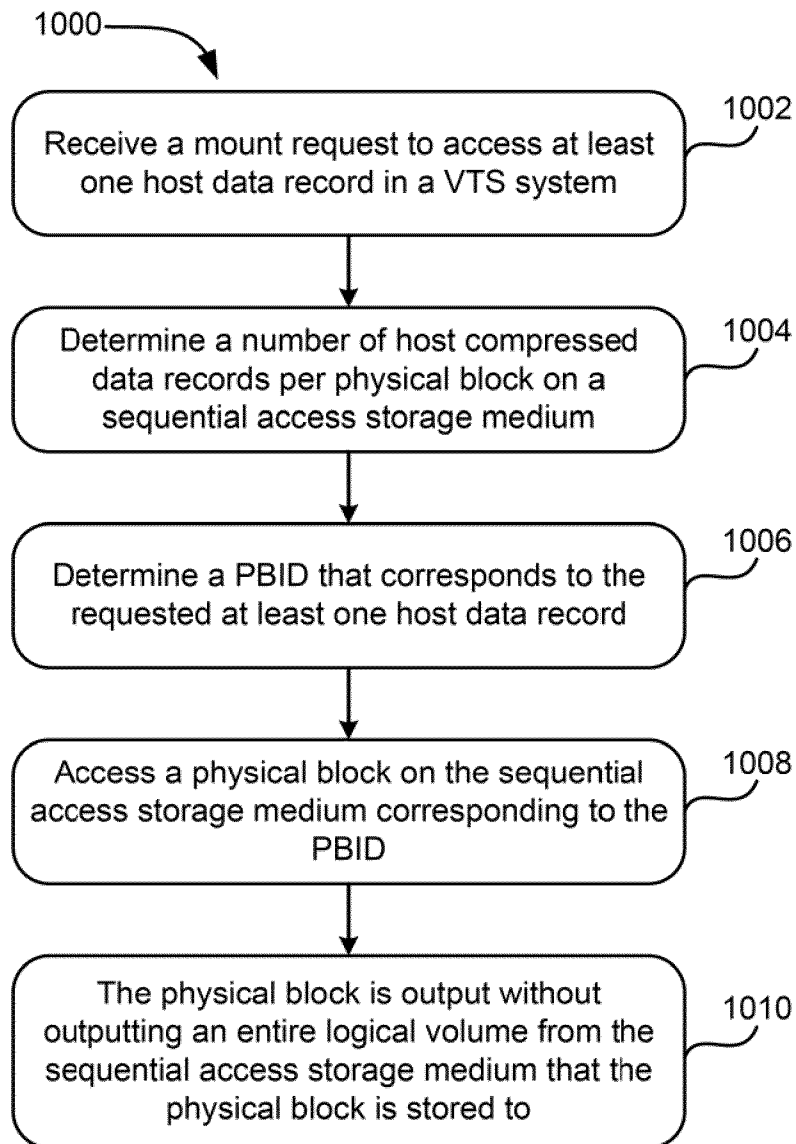 1000
Receive a mount request to access at least
one host data record in a VTS system
1002
Determine a number of host compressed
data records per physical block on a
sequential access storage medium
1004
Determine a PBID that corresponds to the
requested at least one host data record
1006
Access a physical block on the sequential
access storage medium corresponding to the
PBID
1008
The physical block is output without
outputting an entire logical volume from the
sequential access storage medium that the
physical block is stored to
1010